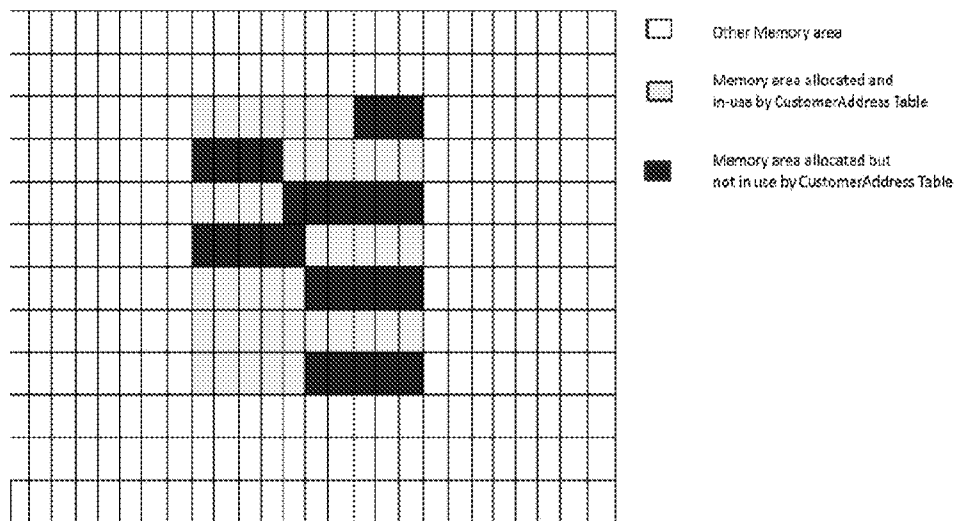 Other Memory area
Memory area allocated and
in-use by CustomerAddress Table
Memory area allocated but
not in use by CustomerAddress Table